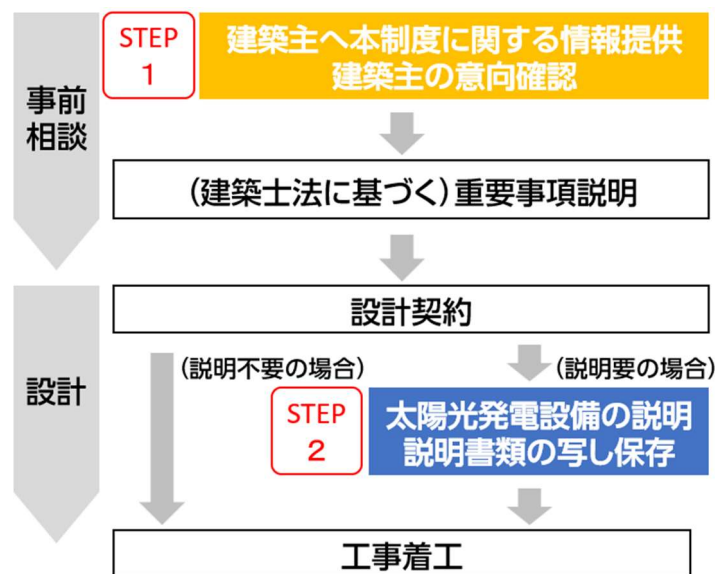 STEP
1
建築主へ本制度に関する情報提供
建築主の意向確認
事前
相談
(建築士法に基づく)重要事項説明
設計契約
設計
(説明不要の場合)
(説明要の場合)
STEP
2
太陽光発電設備の説明
説明書類の写し保存
工事着工